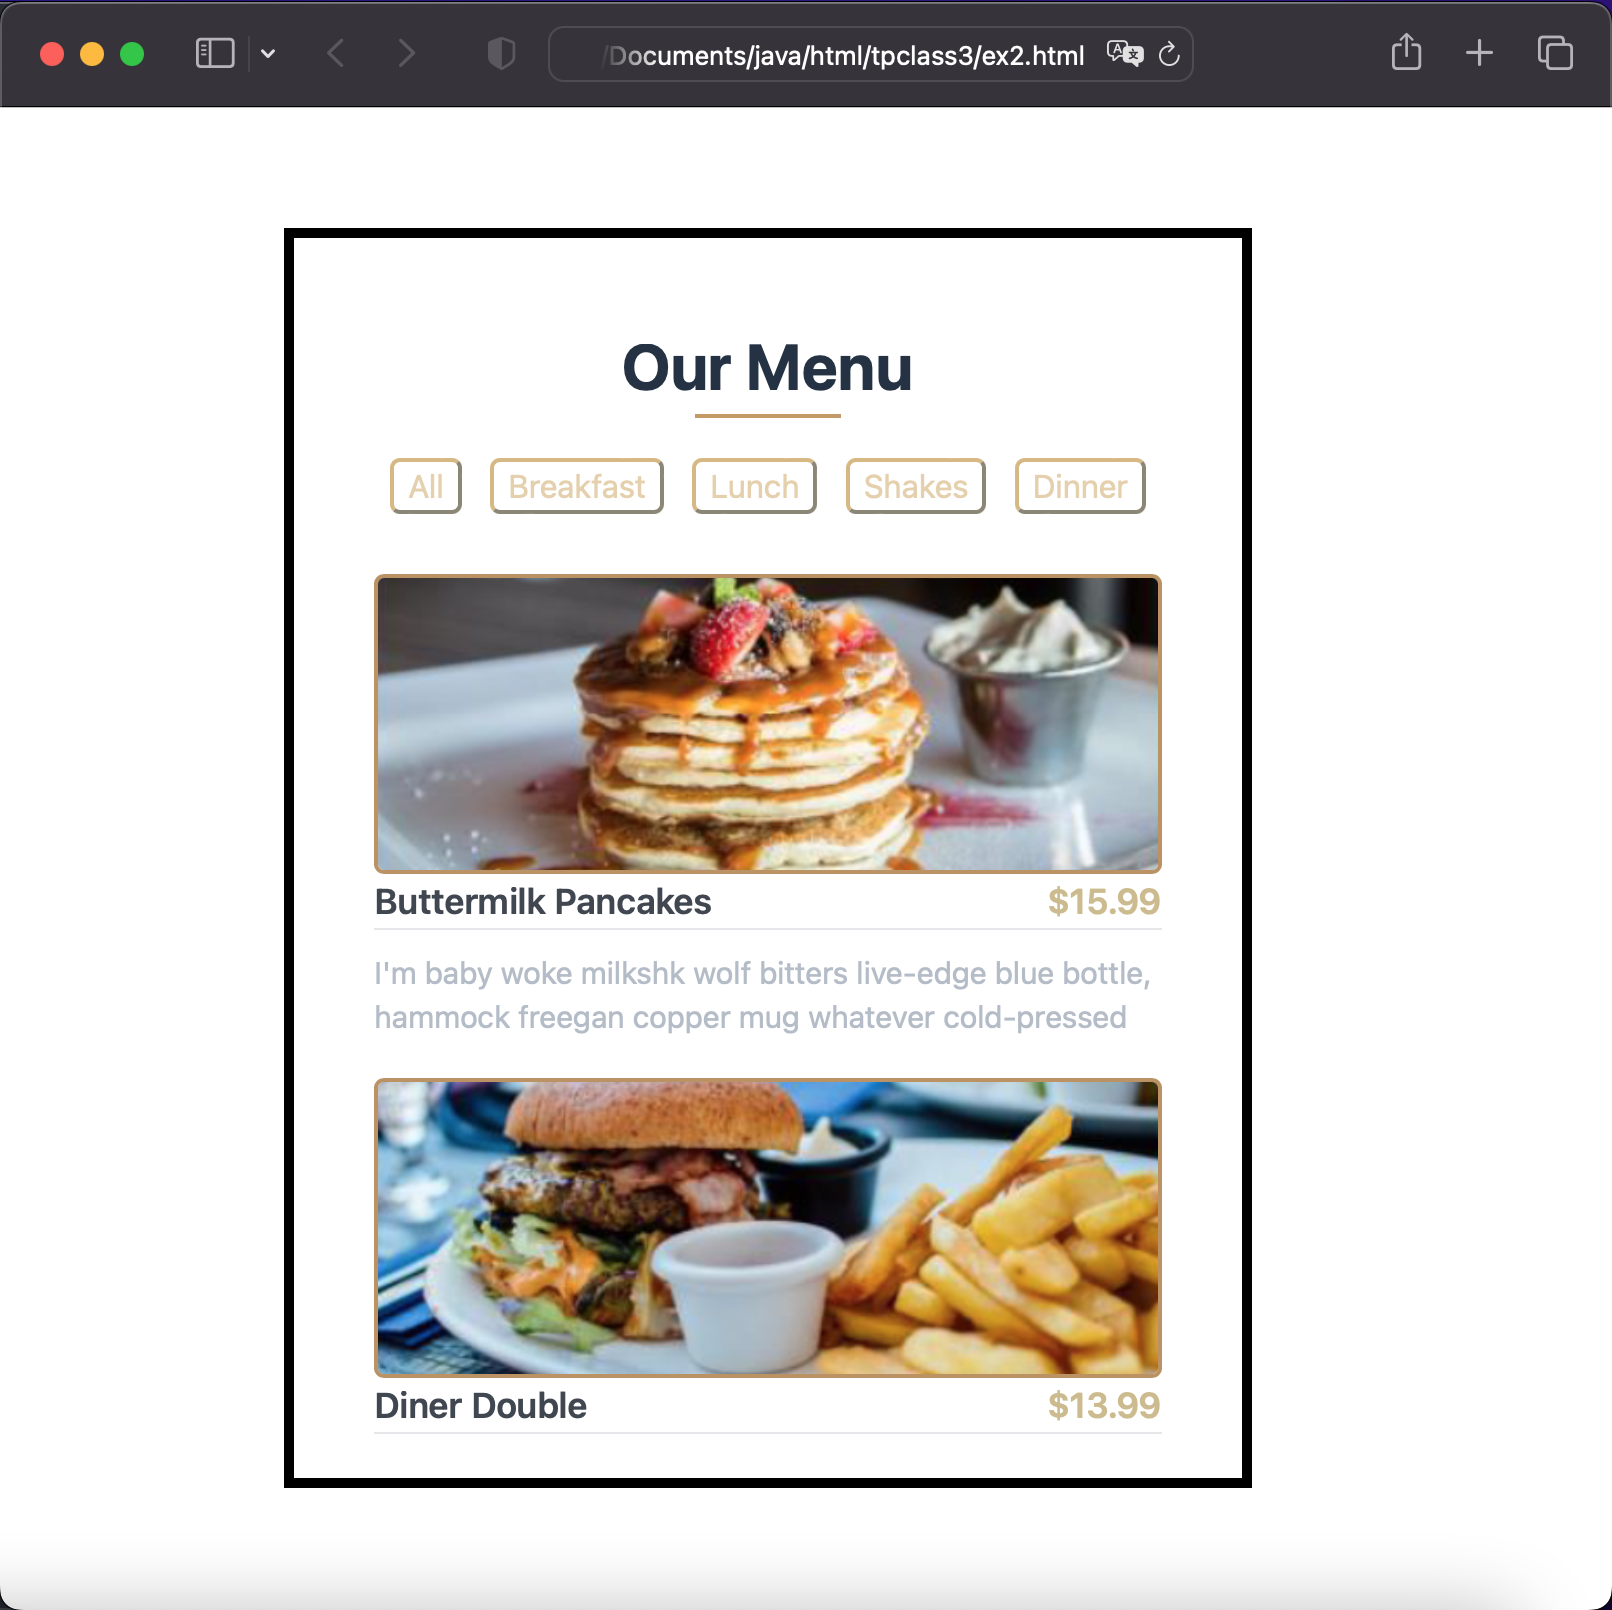 /Documents/java/html/tpclass3/ex2.html
Our Menu
All Breakfast Lunch Shakes Dinner
Buttermilk Pancakes $15.99
I'm baby woke milkshk wolf bitters live-edge blue bottle,
hammock freegan copper mug whatever cold-pressed
Diner Double $13.99